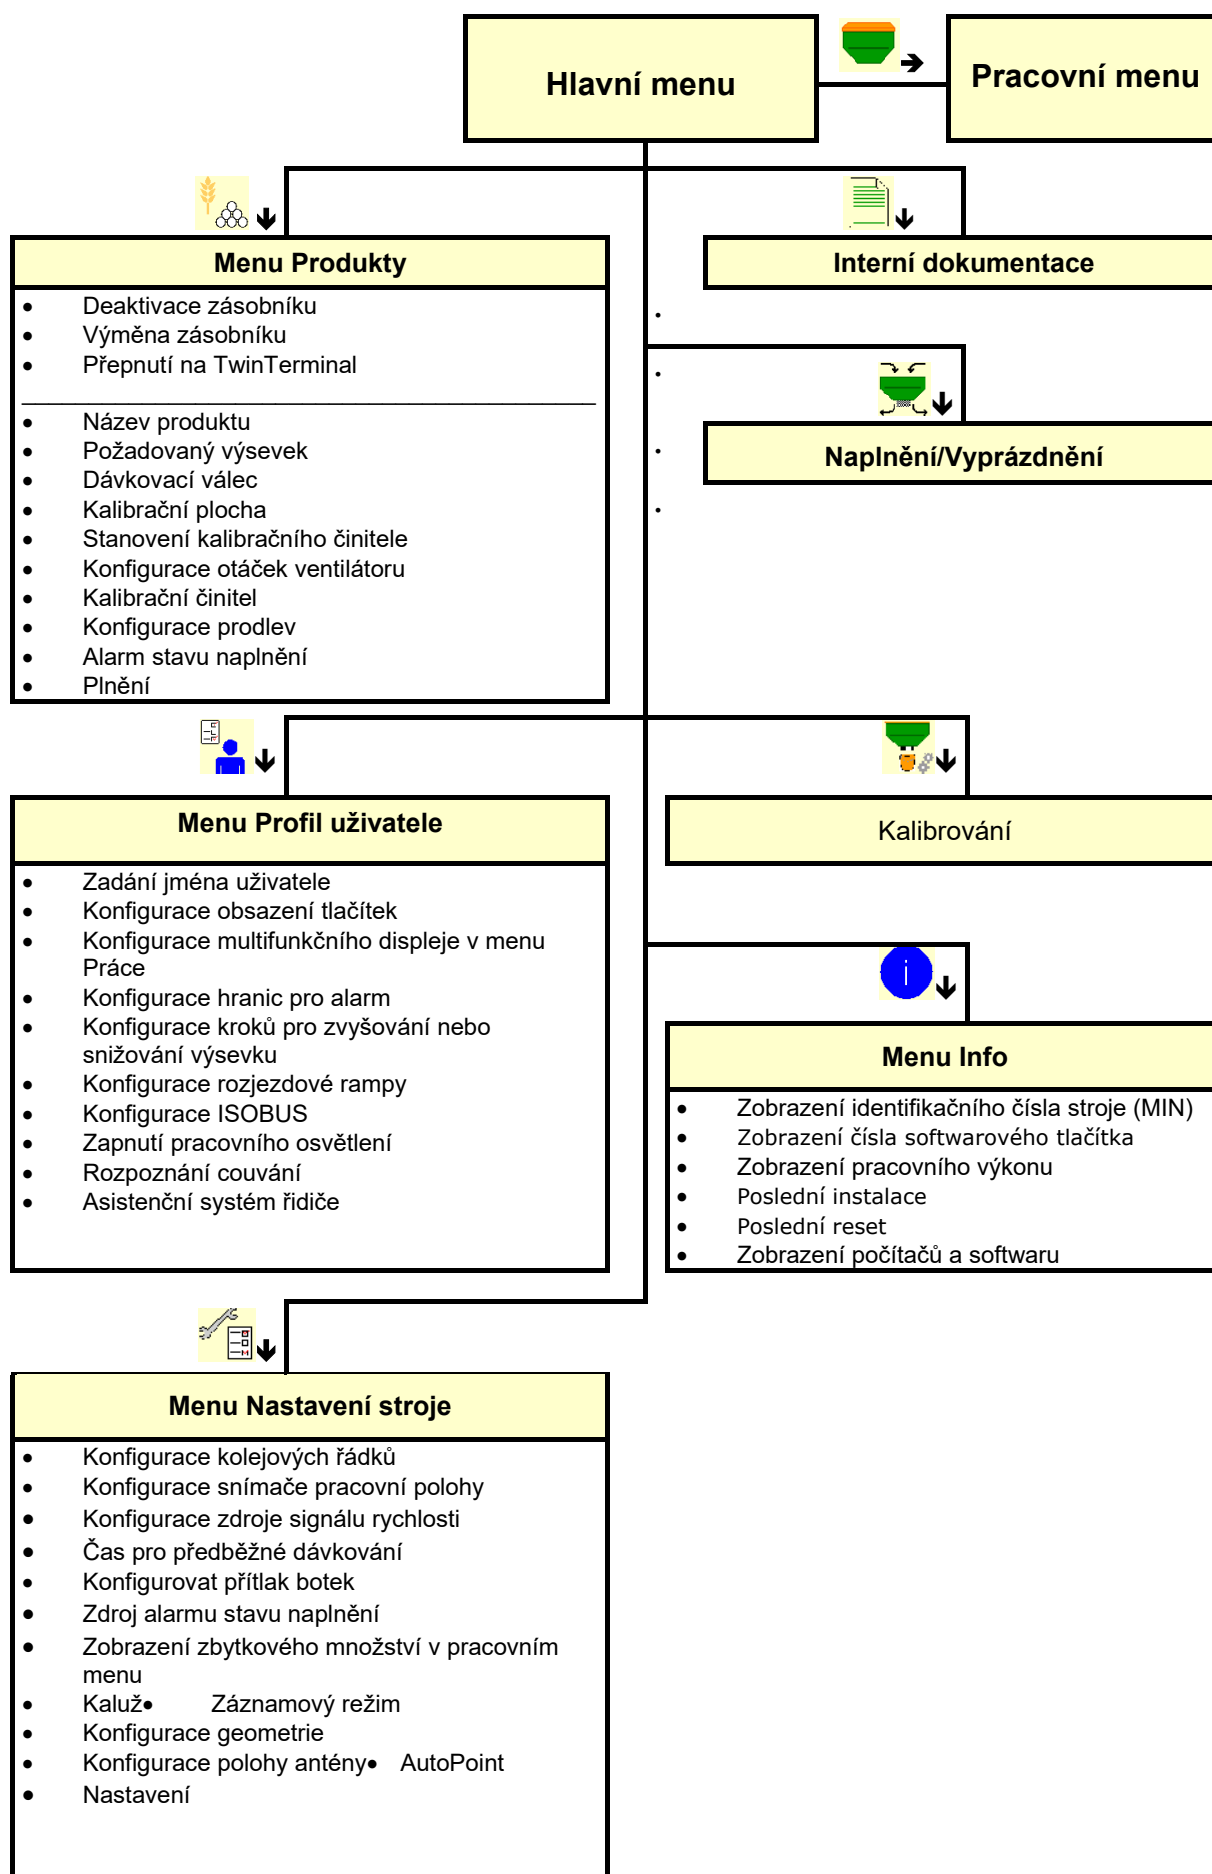 Hlavní menu
Pracovní menu
Menu Produkty
• Deaktivace zásobníku
• Výměna zásobníku
• Přepnutí na TwinTerminal
• Název produktu
• Požadovaný výsevek
• Dávkovací válec
• Kalibrační plocha
• Stanovení kalibračního činitele
• Konfigurace otáček ventilátoru
• Kalibrační činitel
• Konfigurace prodlev
• Alarm stavu naplnění
• Plnění
Interní dokumentace
Naplnění/Vyprázdnění
Menu Profil uživatele
• Zadání jména uživatele
• Konfigurace obsazení tlačítek
• Konfigurace multifunkčního displeje v menu
Práce
• Konfigurace hranic pro alarm
• Konfigurace kroků pro zvyšování nebo
snižování výsevku
• Konfigurace rozjezdové rampy
• Konfigurace ISOBUS
• Zapnutí pracovního osvětlení
• Rozpoznání couvání
• Asistenční systém řidiče
Kalibrování
Menu Info
• Zobrazení identifikačního čísla stroje (MIN)
• Zobrazení čísla softwarového tlačítka
• Zobrazení pracovního výkonu
• Poslední instalace
• Poslední reset
• Zobrazení počítačů a softwaru
Menu Nastavení stroje
• Konfigurace kolejových řádků
• Konfigurace snímače pracovní polohy
• Konfigurace zdroje signálu rychlosti
• Čas pro předběžné dávkování
• Konfigurovat přítlak botek
• Zdroj alarmu stavu naplnění
• Zobrazení zbytkového množství v pracovním
menu
• Kaluž• Záznamový režim
• Konfigurace geometrie
• Konfigurace polohy antény• AutoPoint
• Nastavení